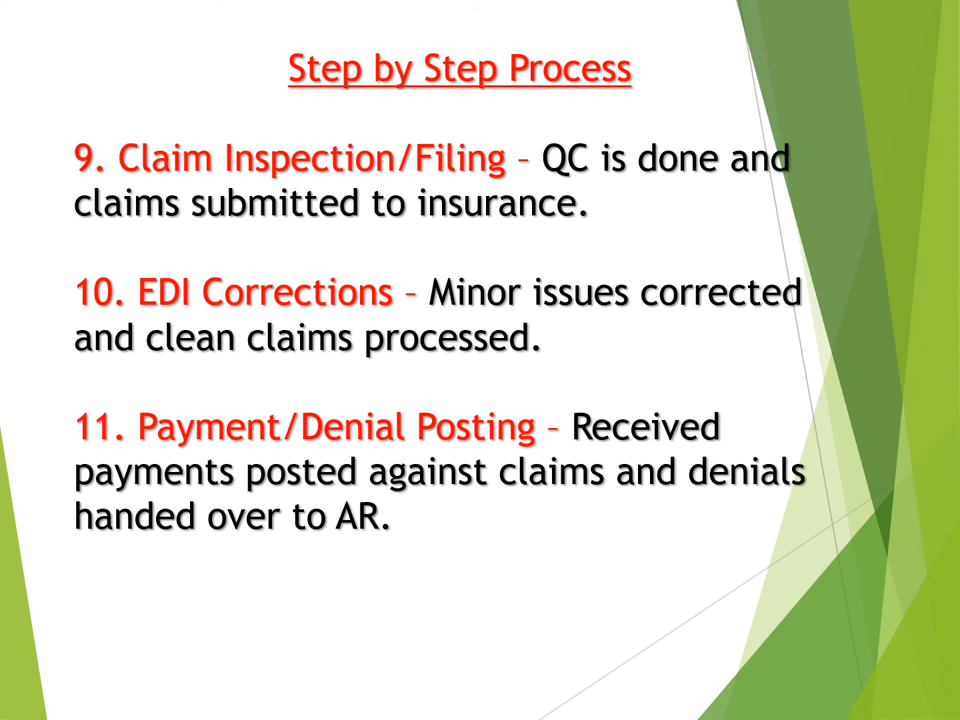 Step by Step Process
9. Claim Inspection/Filing – QC is done and
claims submitted to insurance.
10. EDI Corrections – Minor issues corrected
and clean claims processed.
11. Payment/Denial Posting – Received
payments posted against claims and denials
handed over to AR.